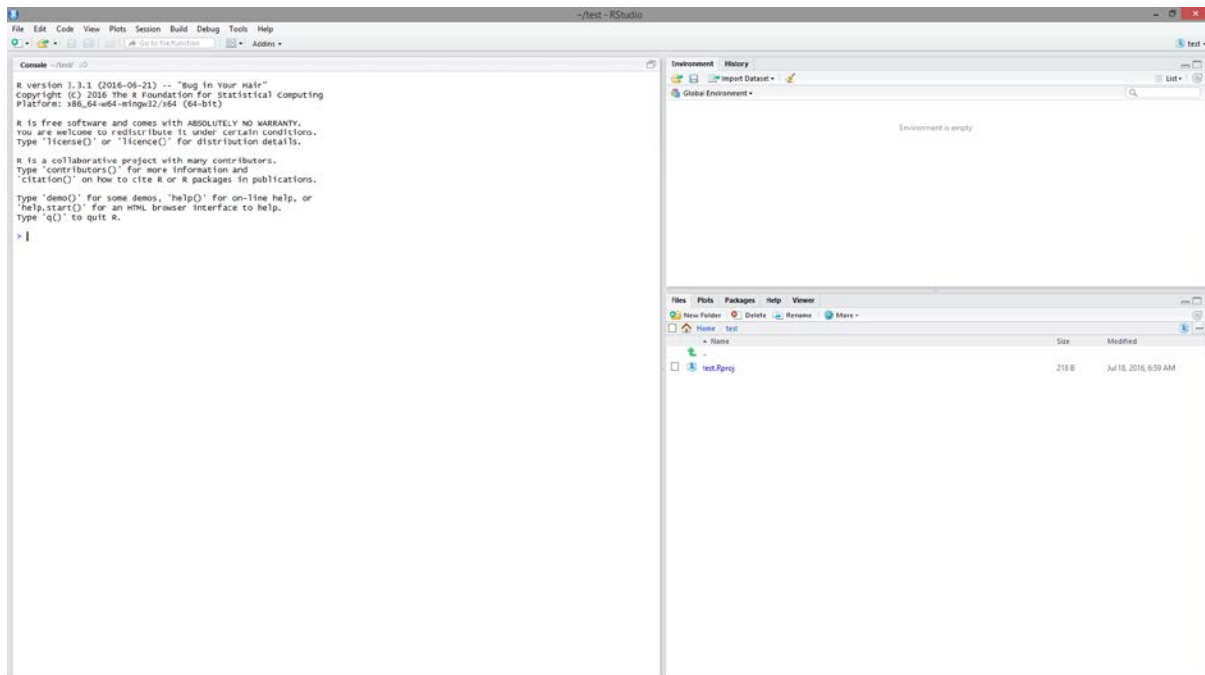 ~/test - RStudio
File Edit Code View Plots Session Build Debug Tools Help
Go to file/function Addins
test
Console ~/test/
R version 3.3.1 (2016-06-21) -- "Bug in Your Hair"
Copyright (C) 2016 The R Foundation for Statistical Computing
Platform: x86_64-w64-mingw32/x64 (64-bit)
R is free software and comes with ABSOLUTELY NO WARRANTY.
You are welcome to redistribute it under certain conditions.
Type 'license()' or 'licence()' for distribution details.
R is a collaborative project with many contributors.
Type 'contributors()' for more information and
'citation()' on how to cite R or R packages in publications.
Type 'demo()' for some demos, 'help()' for on-line help, or
'help.start()' for an HTML browser interface to help.
Type 'q()' to quit R.
>
Environment History
Import Dataset List
Global Environment
Environment is empty
Files Plots Packages Help Viewer
New Folder Delete Rename More
Home test
Name Size Modified
..
test.Rproj 218 B Jul 18, 2016, 6:59 AM